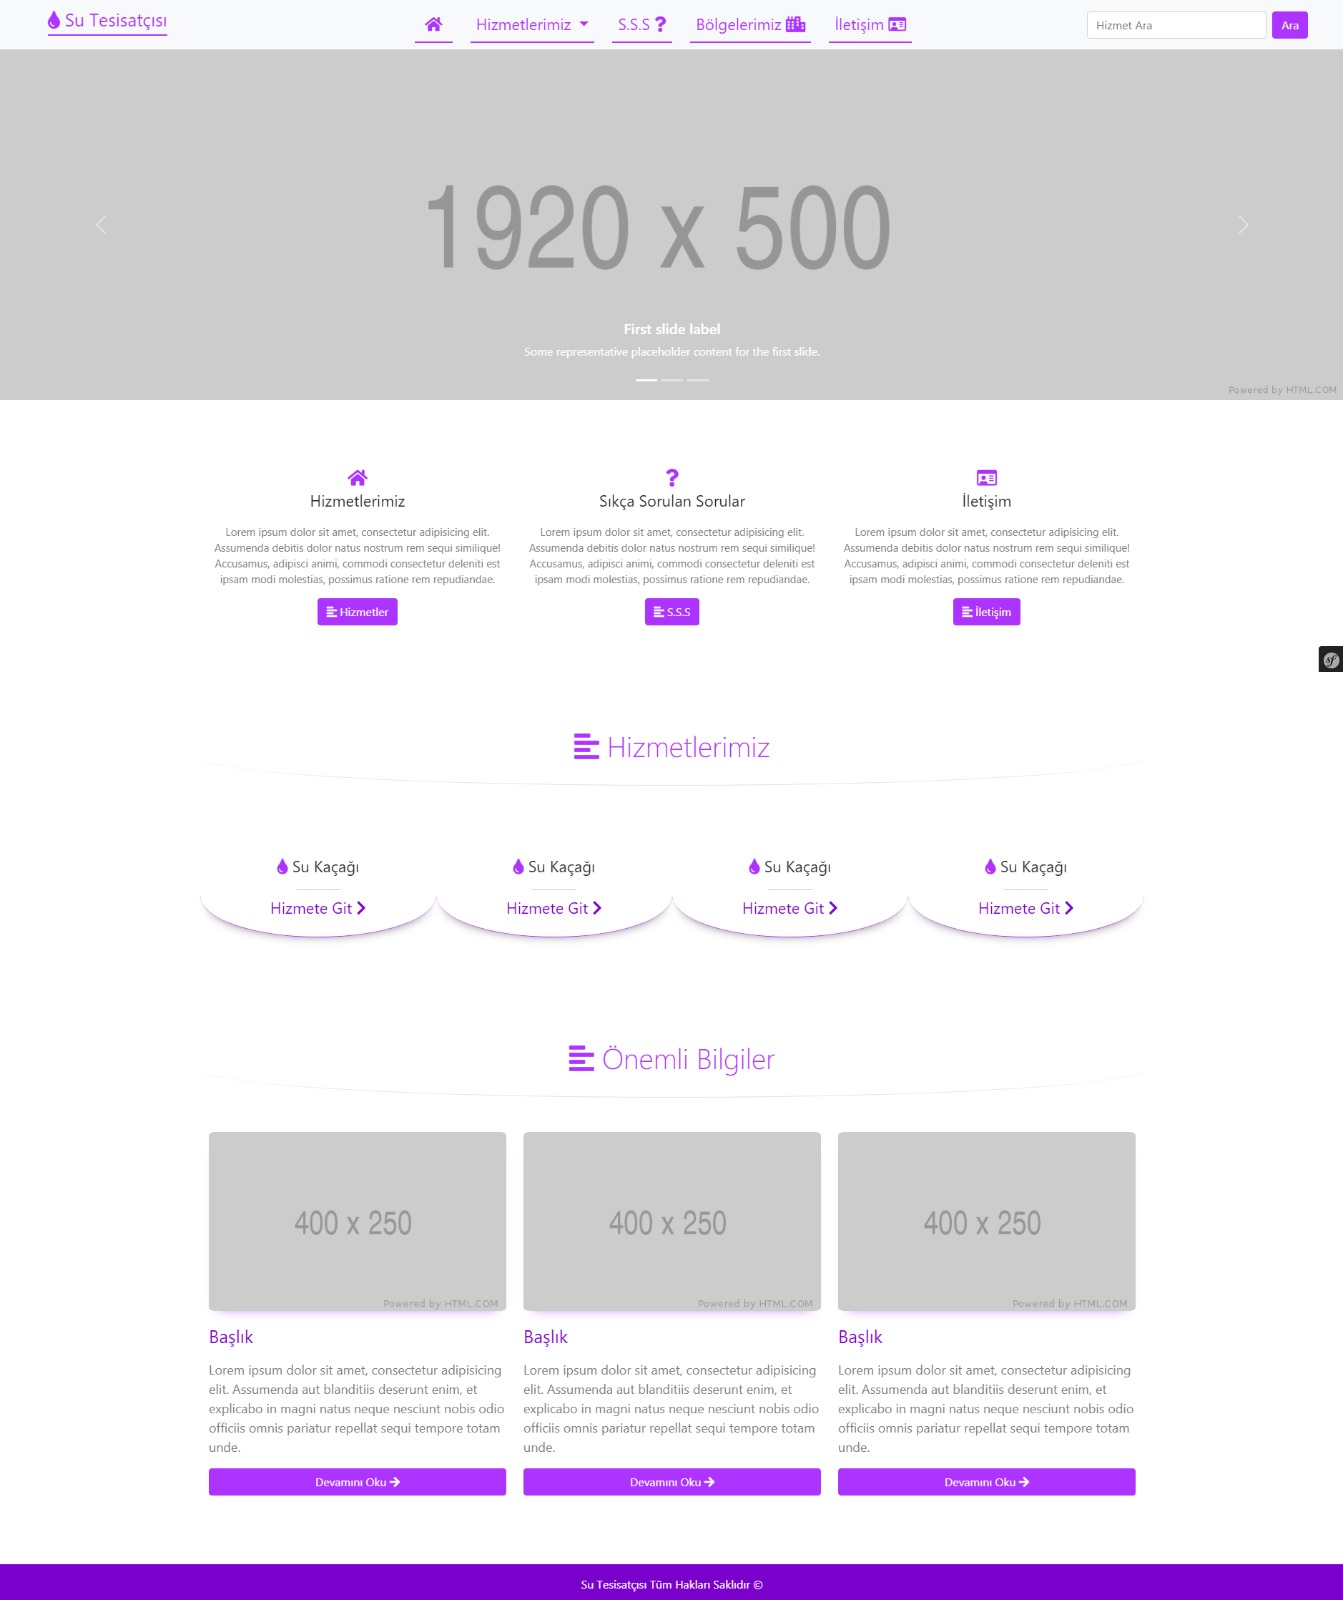 Su Tesisatçısı
Hizmetlerimiz
S.S.S ?
Bölgelerimiz
İletişim
Hizmet Ara
Ara
1920 x 500
First slide label
Some representative placeholder content for the first slide.
Powered by HTML.COM
?
Hizmetlerimiz
Sıkça Sorulan Sorular
İletişim
Lorem ipsum dolor sit amet, consectetur adipisicing elit.
Assumenda debitis dolor natus nostrum rem sequi similique!
Accusamus, adipisci animi, commodi consectetur deleniti est
ipsam modi molestias, possimus ratione rem repudiandae.
Lorem ipsum dolor sit amet, consectetur adipisicing elit.
Assumenda debitis dolor natus nostrum rem sequi similique!
Accusamus, adipisci animi, commodi consectetur deleniti est
ipsam modi molestias, possimus ratione rem repudiandae.
Lorem ipsum dolor sit amet, consectetur adipisicing elit.
Assumenda debitis dolor natus nostrum rem sequi similique!
Accusamus, adipisci animi, commodi consectetur deleniti est
ipsam modi molestias, possimus ratione rem repudiandae.
Hizmetler
S.S.S
İletişim
sf
Hizmetlerimiz
Su Kaçağı
Su Kaçağı
Su Kaçağı
Su Kaçağı
Hizmete Git
Hizmete Git
Hizmete Git
Hizmete Git
Önemli Bilgiler
400 x 250
Powered by HTML.COM
400 x 250
Powered by HTML.COM
400 x 250
Powered by HTML.COM
Başlık
Lorem ipsum dolor sit amet, consectetur adipisicing
elit. Assumenda aut blanditiis deserunt enim, et
explicabo in magni natus neque nesciunt nobis odio
officiis omnis pariatur repellat sequi tempore totam
unde.
Devamını Oku
Başlık
Lorem ipsum dolor sit amet, consectetur adipisicing
elit. Assumenda aut blanditiis deserunt enim, et
explicabo in magni natus neque nesciunt nobis odio
officiis omnis pariatur repellat sequi tempore totam
unde.
Devamını Oku
Başlık
Lorem ipsum dolor sit amet, consectetur adipisicing
elit. Assumenda aut blanditiis deserunt enim, et
explicabo in magni natus neque nesciunt nobis odio
officiis omnis pariatur repellat sequi tempore totam
unde.
Devamını Oku
Su Tesisatçısı Tüm Hakları Saklıdır ©